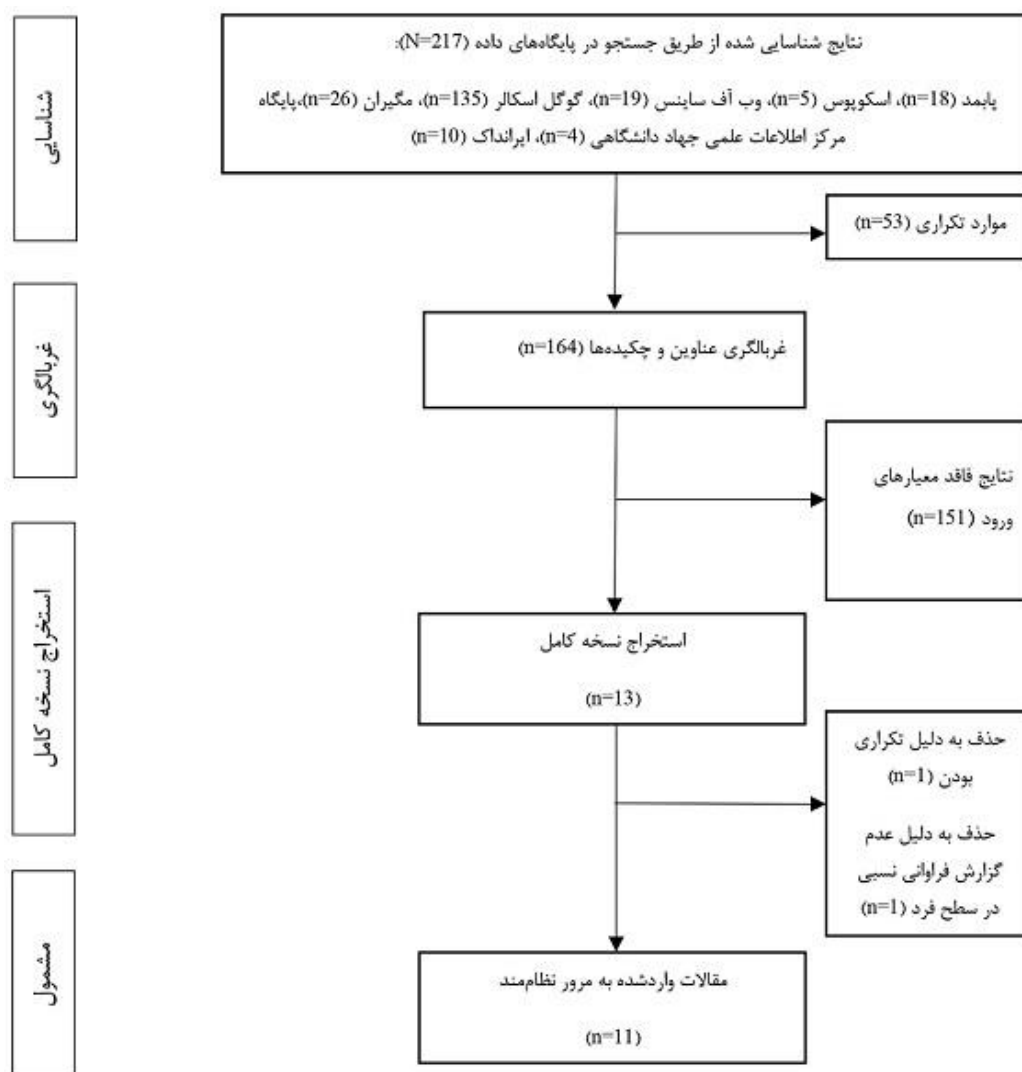 شناسایی
نتایج شناسایی شده از طریق جستجو در پایگاه‌های داده (N=217):
پابمد (n=18)، اسکوپوس (n=5)، وب آف ساینس (n=19)، گوگل اسکالر (n=135)، مگیران (n=26)،پایگاه
مرکز اطلاعات علمی جهاد دانشگاهی (n=4)، ایرانداک (n=10)
موارد تکراری (n=53)
غربالگری
غربالگری عناوین و چکیده‌ها (n=164)
نتایج فاقد معیارهای
ورود (n=151)
استخراج نسخه کامل
استخراج نسخه کامل
(n=13)
حذف به دلیل تکراری
بودن (n=1)
حذف به دلیل عدم
گزارش فراوانی نسبی
در سطح فرد (n=1)
مشمول
مقالات واردشده به مرور نظام‌مند
(n=11)